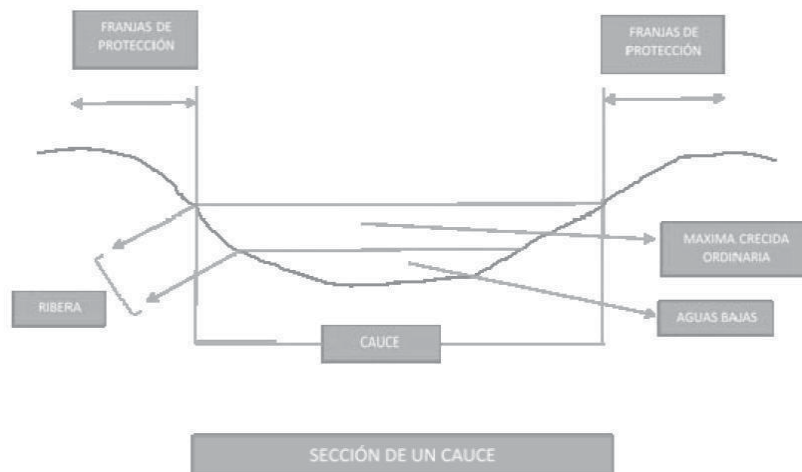 FRANJAS DE
PROTECCIÓN
FRANJAS DE
PROTECCIÓN
MAXIMA CRECIDA
ORDINARIA
RIBERA
AGUAS BAJAS
CAUCE
SECCIÓN DE UN CAUCE